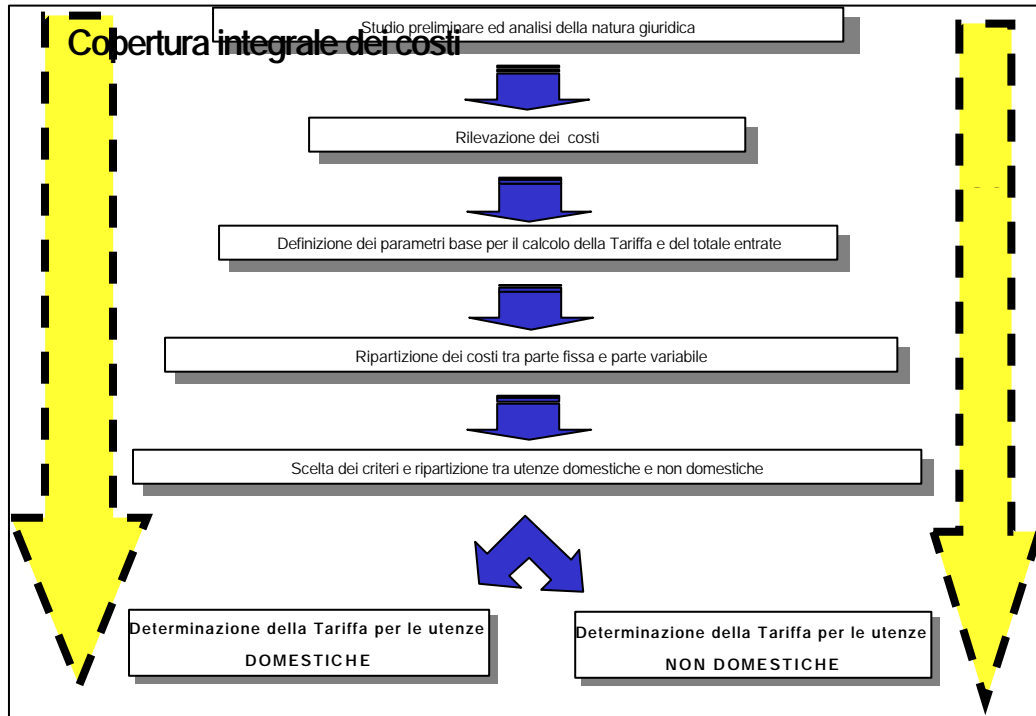 Studio preliminare ed analisi della natura giuridica
Copertura integrale dei costi
Rilevazione dei costi
Definizione dei parametri base per il calcolo della Tariffa e del totale entrate
Ripartizione dei costi tra parte fissa e parte variabile
Scelta dei criteri e ripartizione tra utenze domestiche e non domestiche
Determinazione della Tariffa per le utenze
DOMESTICHE
Determinazione della Tariffa per le utenze
NON DOMESTICHE